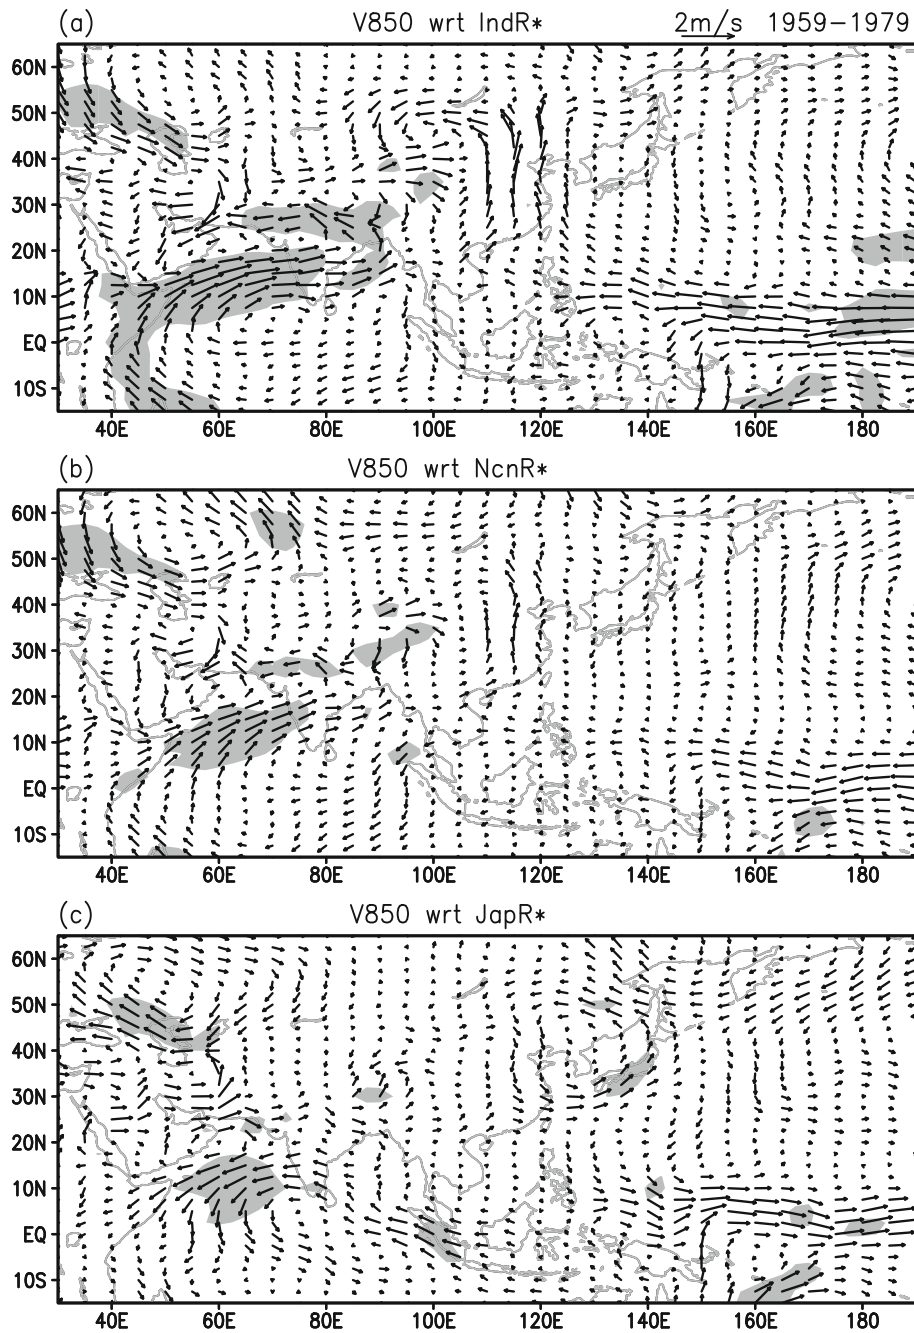 (a) V850 wrt IndR* 2m/s 1959−1979
60N
50N
40N
30N
20N
10N
EQ
10S
40E 60E 80E 100E 120E 140E 160E 180
(b) V850 wrt NcnR*
60N
50N
40N
30N
20N
10N
EQ
10S
40E 60E 80E 100E 120E 140E 160E 180
(c) V850 wrt JapR*
60N
50N
40N
30N
20N
10N
EQ
10S
40E 60E 80E 100E 120E 140E 160E 180